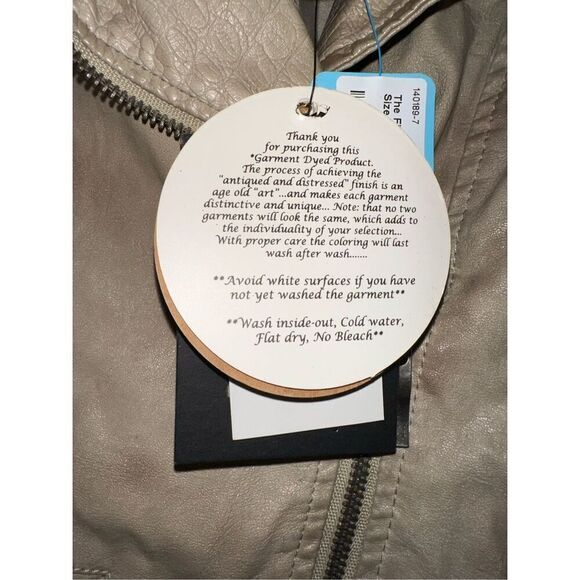 Thank you
for purchasing this
*Garment Dyed Product.
The process of achieving the
"antiqued and distressed" finish is an
age old "art"...and makes each garment
distinctive and unique... Note: that no two
garments will look the same, which adds to
the individuality of your selection...
With proper care the coloring will last
wash after wash.......
**Avoid white surfaces if you have
not yet washed the garment**
**Wash inside-out, Cold water,
Flat dry, No Bleach**
140189-7
The
Size